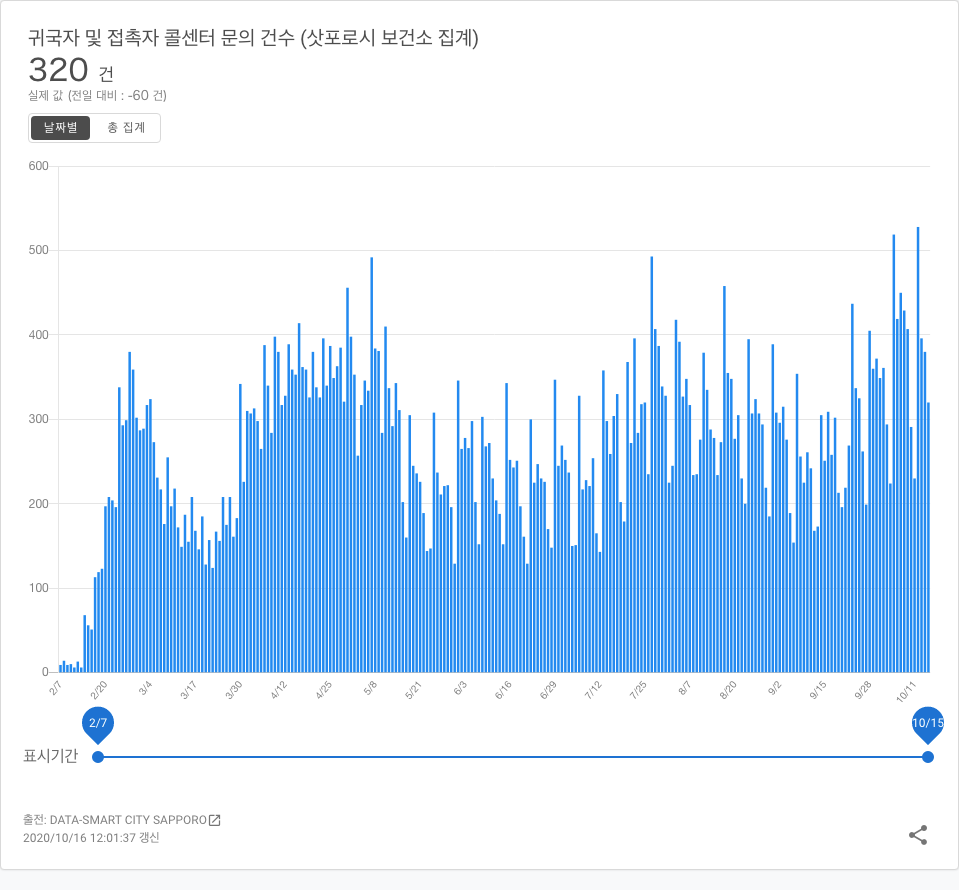 귀국자 및 접촉자 콜센터 문의 건수 (삿포로시 보건소 집계)
320 건
실제 값 (전일 대비 : -60 건)
날짜별 총 집계
600
500
400
300
200
100
0
2/7 2/20 3/4 3/17 3/30 4/12 4/25 5/8 5/21 6/3 6/16 6/29 7/12 7/25 8/7 8/20 9/2 9/15 9/28 10/11
2/7 10/15
표시기간
출전: DATA-SMART CITY SAPPORO
2020/10/16 12:01:37 갱신